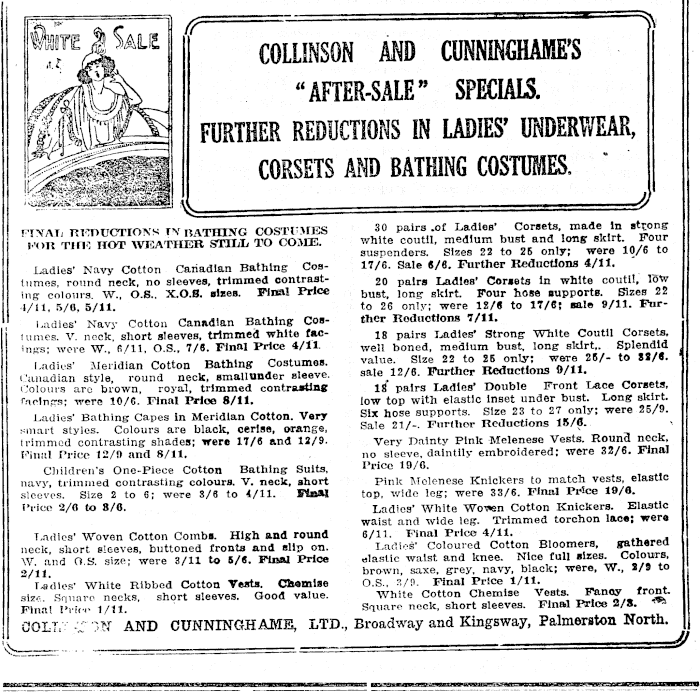 WHITE SALE
COLLINSON AND CUNNINGHAME'S
"AFTER-SALE" SPECIALS.
FURTHER REDUCTIONS IN LADIES' UNDERWEAR,
CORSETS AND BATHING COSTUMES.
FINAL REDUCTIONS IN BATHING COSTUMES
FOR THE HOT WEATHER STILL TO COME.
Ladies' Navy Cotton Canadian Bathing Cos-
tumes, round neck, no sleeves, trimmed contrast-
ing colours. W., O.S., X.O.S. sizes. Final Price
4/11, 5/6, 5/11.
Ladies' Navy Cotton Canadian Bathing Cos-
tumes. V. neck, short sleeves, trimmed white fac-
ings; were W., 6/11, O.S., 7/6. Final Price 4/11.
Ladies' Meridian Cotton Bathing Costumes.
Canadian style, round neck, smallunder sleeve.
Colours are brown, royal, trimmed contrasting
facings; were 10/6. Final Price 8/11.
Ladies' Bathing Capes in Meridian Cotton. Very
smart styles. Colours are black, cerise, orange,
trimmed contrasting shades; were 17/6 and 12/9.
Final Price 12/9 and 8/11.
Children's One-Piece Cotton Bathing Suits,
navy, trimmed contrasting colours. V. neck, short
sleeves. Size 2 to 6; were 3/6 to 4/11. Final
Price 2/6 to 3/6.
Ladies' Woven Cotton Combs. High and round
neck, short sleeves, buttoned fronts and slip on.
W. and O.S. size; were 3/11 to 5/6. Final Price
2/11.
Ladies' White Ribbed Cotton Vests. Chemise
size, Square necks, short sleeves. Good value.
Final Price 1/11.
30 pairs of Ladies' Corsets, made in strong
white coutil, medium bust and long skirt. Four
suspenders. Sizes 22 to 25 only; were 10/6 to
17/6. Sale 6/6. Further Reductions 4/11.
20 pairs Ladies' Corsets in white coutil, low
bust, long skirt. Four hose supports. Sizes 22
to 26 only; were 12/6 to 17/6; sale 9/11. Fur-
ther Reductions 7/11.
18 pairs Ladies' Strong White Coutil Corsets,
well boned, medium bust, long skirt,. Splendid
value. Size 22 to 25 only; were 25/- to 32/6.
sale 12/6. Further Reductions 9/11.
18 pairs Ladies' Double Front Lace Corsets,
low top with elastic inset under bust. Long skirt.
Six hose supports. Size 23 to 27 only; were 25/9.
Sale 21/-. Further Reductions 15/6.
Very Dainty Pink Melenese Vests. Round neck,
no sleeve, daintily embroidered; were 32/6. Final
Price 19/6.
Pink Melenese Knickers to match vests, elastic
top, wide leg; were 33/6. Final Price 19/6.
Ladies' White Woven Cotton Knickers. Elastic
waist and wide leg. Trimmed torchon lace; were
6/11. Final Price 4/11.
Ladies' Coloured Cotton Bloomers, gathered
elastic waist and knee. Nice full sizes. Colours,
brown, saxe, grey, navy, black; were, W., 2/9 to
O.S., 3/9. Final Price 1/11.
White Cotton Chemise Vests. Fancy front.
Square neck, short sleeves. Final Price 2/3.
COLLINSON AND CUNNINGHAME, LTD., Broadway and Kingsway, Palmerston North.